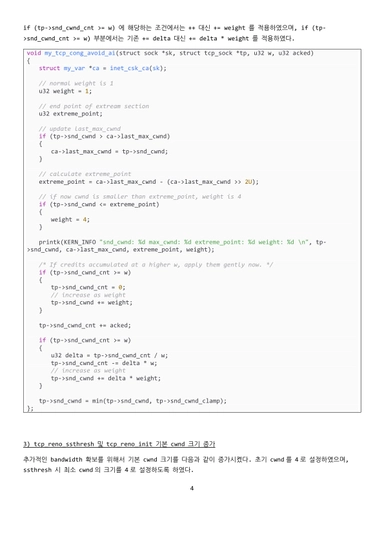 if (tp->snd_cwnd_cnt >= w) 에 해당하는 조건에서는 ++ 대신 += weight 를 적용하였으며, if (tp-
>snd_cwnd_cnt >= w) 부분에서는 기존 += delta 대신 += delta * weight 를 적용하였다.
void my_tcp_cong_avoid_ai(struct sock *sk, struct tcp_sock *tp, u32 w, u32 acked)
{
struct my_var *ca = inet_csk_ca(sk);
// normal weight is 1
u32 weight = 1;
// end point of extream section
u32 extreme_point;
// update last_max_cwnd
if (tp->snd_cwnd > ca->last_max_cwnd)
{
ca->last_max_cwnd = tp->snd_cwnd;
}
// calculate extreme_point
extreme_point = ca->last_max_cwnd - (ca->last_max_cwnd >> 2U);
// if now cwnd is smaller than extreme_point, weight is 4
if (tp->snd_cwnd <= extreme_point)
{
weight = 4;
}
printk(KERN_INFO "snd_cwnd: %d max_cwnd: %d extreme_point: %d weight: %d \n", tp-
>snd_cwnd, ca->last_max_cwnd, extreme_point, weight);
/* If credits accumulated at a higher w, apply them gently now. */
if (tp->snd_cwnd_cnt >= w)
{
tp->snd_cwnd_cnt = 0;
// increase as weight
tp->snd_cwnd += weight;
}
tp->snd_cwnd_cnt += acked;
if (tp->snd_cwnd_cnt >= w)
{
u32 delta = tp->snd_cwnd_cnt / w;
tp->snd_cwnd_cnt -= delta * w;
// increase as weight
tp->snd_cwnd += delta * weight;
}
tp->snd_cwnd = min(tp->snd_cwnd, tp->snd_cwnd_clamp);
};
3) tcp_reno_ssthresh 및 tcp_reno_init 기본 cwnd 크기 증가
추가적인 bandwidth 확보를 위해서 기본 cwnd 크기를 다음과 같이 증가시켰다. 초기 cwnd 를 4 로 설정하였으며,
ssthresh 시 최소 cwnd 의 크기를 4 로 설정하도록 하였다.
4